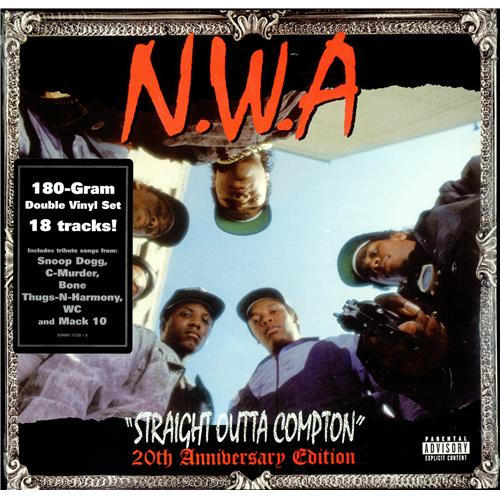 N.W.A
180-Gram
Double Vinyl Set
18 tracks!
Includes tribute songs from:
Snoop Dogg,
C-Murder,
Bone
Thugs-N-Harmony,
WC
and Mack 10
"STRAIGHT OUTTA COMPTON"
20th Anniversary Edition
PARENTAL
ADVISORY
EXPLICIT CONTENT